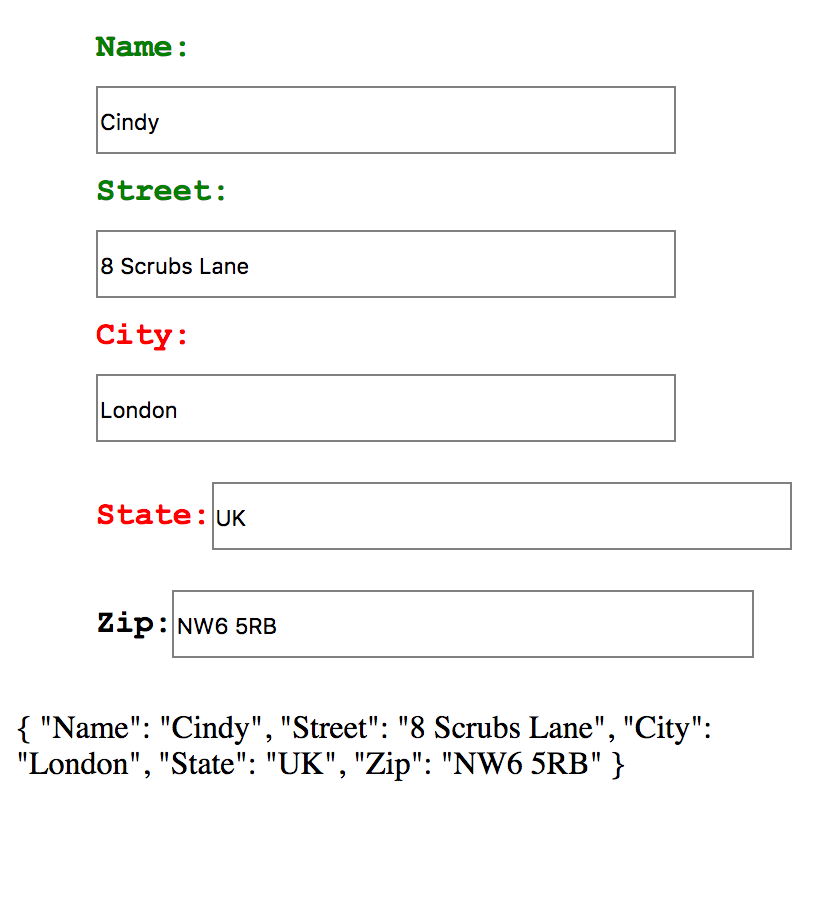 Name:
Cindy
Street:
8 Scrubs Lane
City:
London
State: UK
Zip: NW6 5RB
{ "Name": "Cindy", "Street": "8 Scrubs Lane", "City":
"London", "State": "UK", "Zip": "NW6 5RB" }